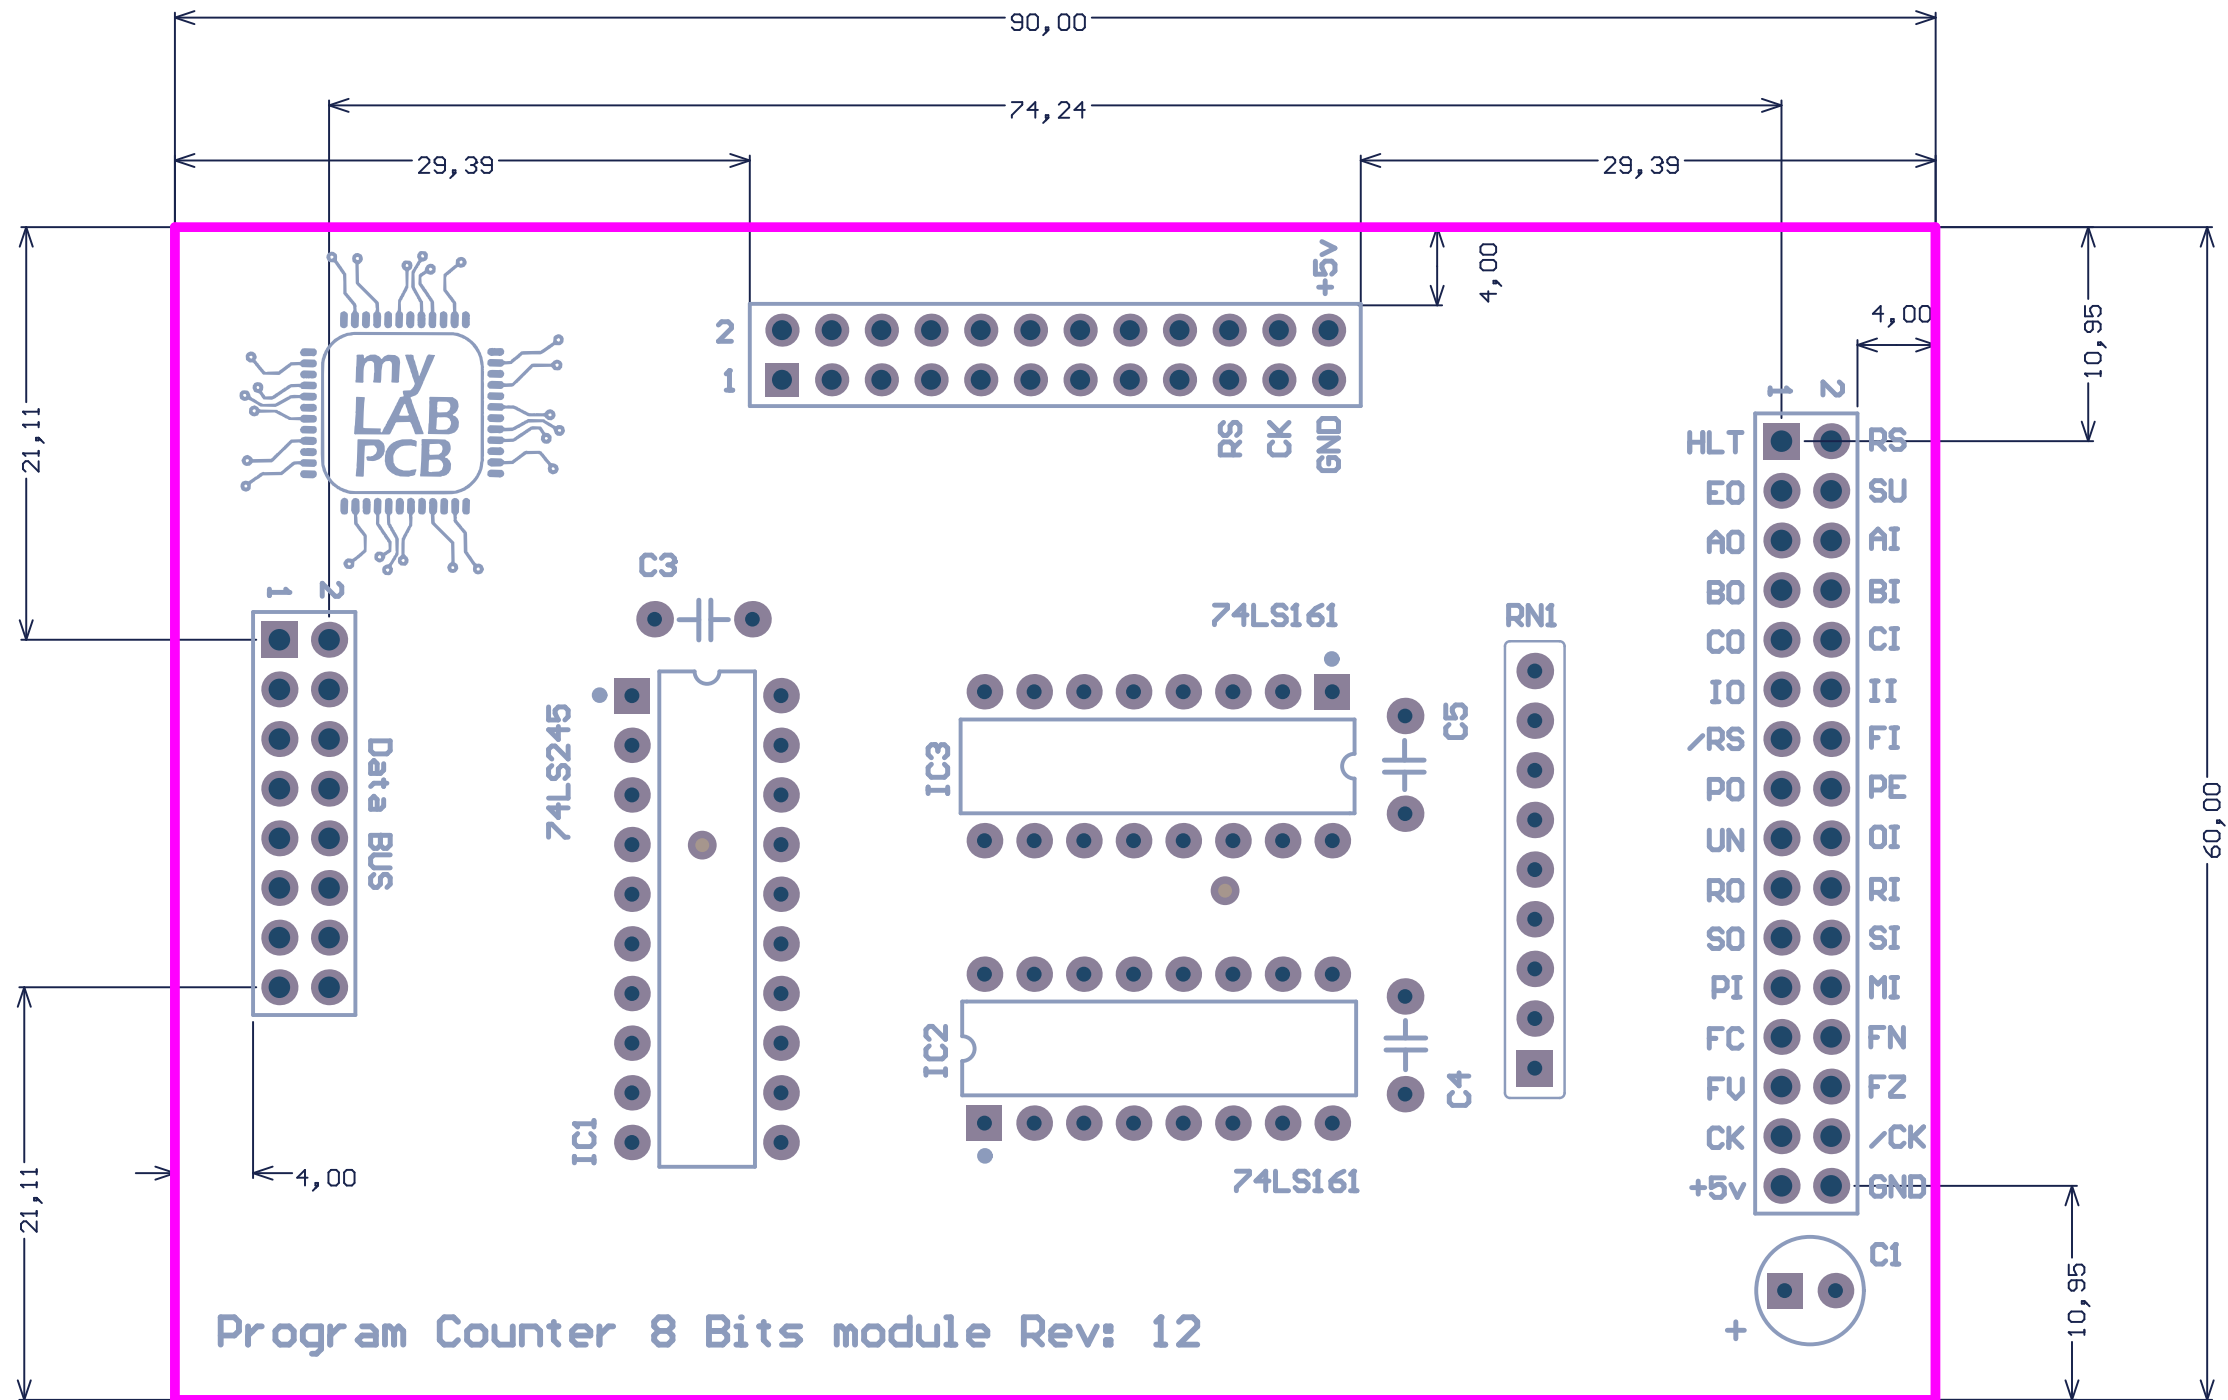 90,00
74,24
29,39
29,39
+5v
4,00
4,00
10,95
21,11
my
LAB
PCB
2
1
RS
CK
GND
1
2
HLT
RS
EO
SU
AO
AI
BO
BI
CO
CI
IO
II
/RS
FI
PO
PE
UN
OI
RO
RI
SO
SI
PI
MI
FC
FN
FV
FZ
CK
/CK
+5v
GND
1
2
Data BUS
C3
74LS245
IC1
74LS161
IC3
C5
RN1
IC2
C4
74LS161
60,00
21,11
4,00
10,95
C1
+
Program Counter 8 Bits module Rev: 12